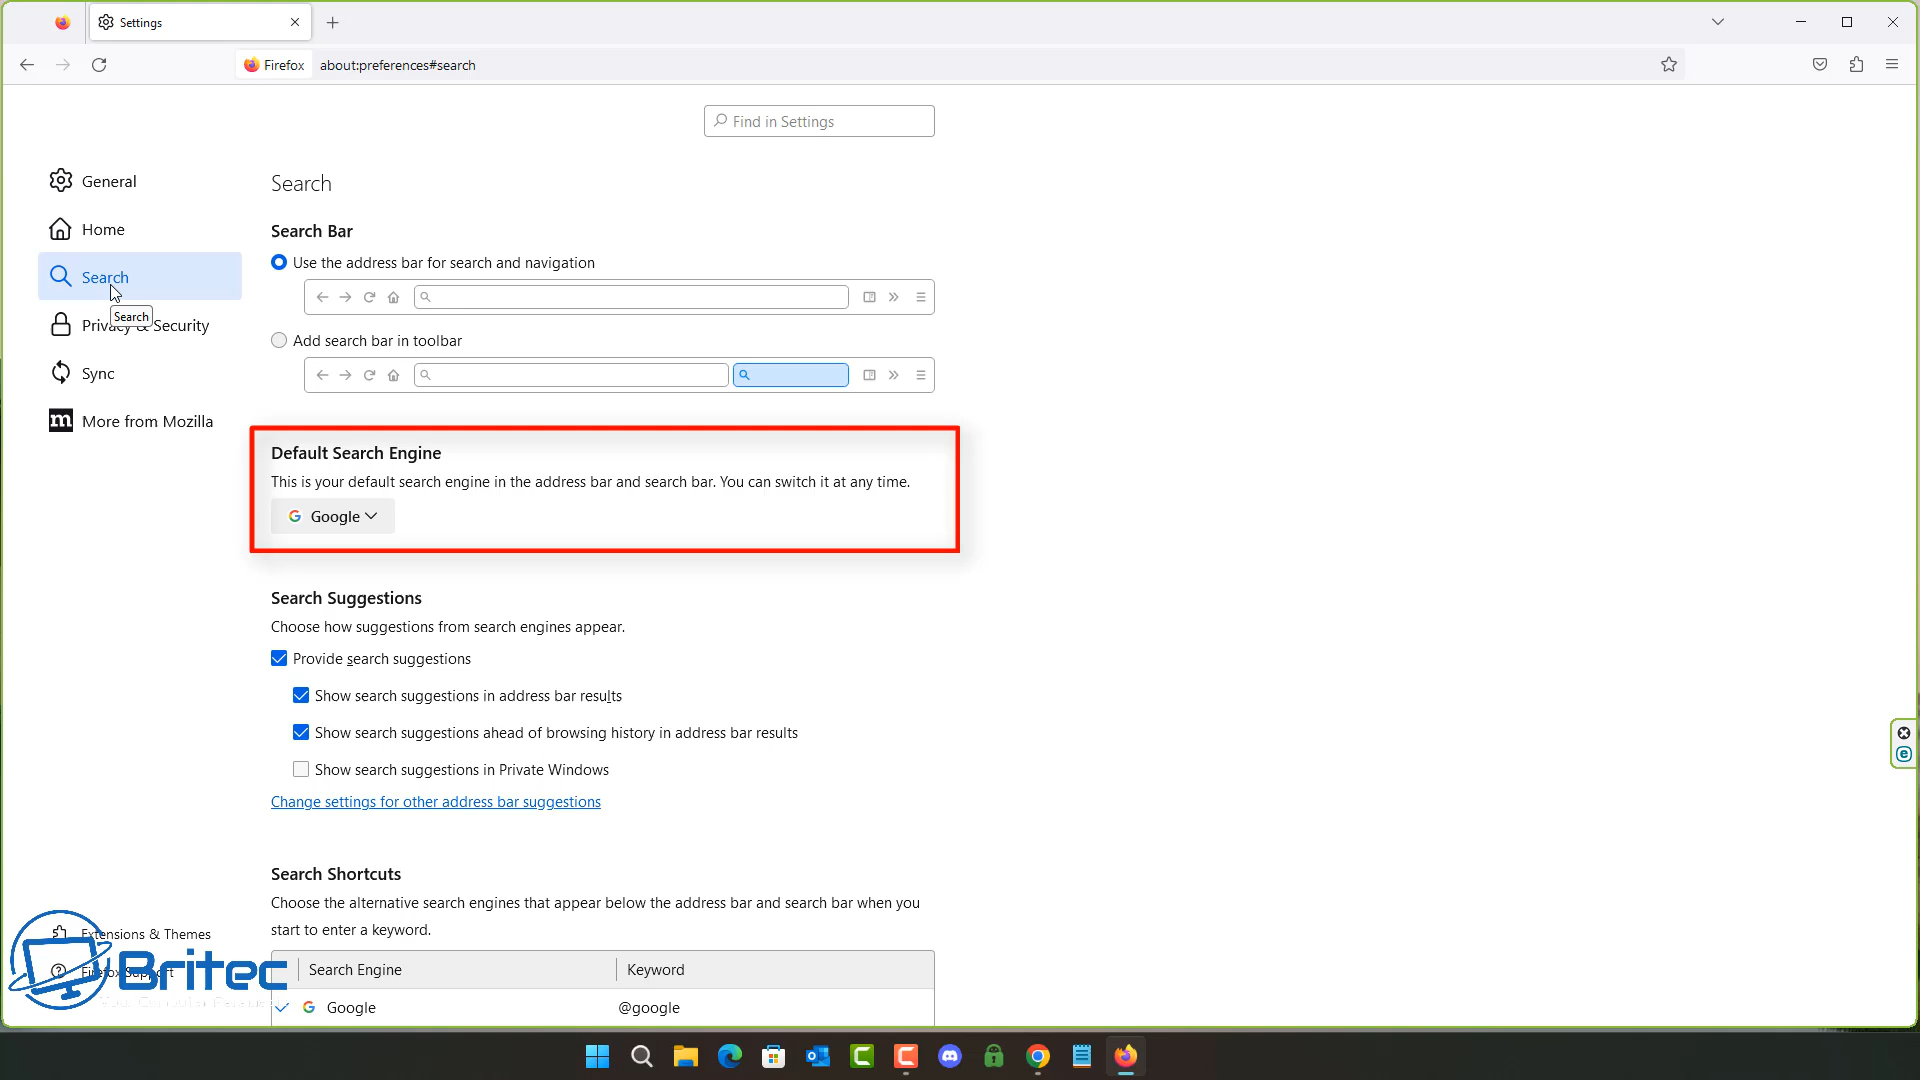 Settings
Firefox about:preferences#search
Find in Settings
General
Home
Search
Search
Privacy & Security
Sync
More from Mozilla
Extensions & Themes
Firefox Support
Search
Search Bar
Use the address bar for search and navigation
Add search bar in toolbar
Default Search Engine
This is your default search engine in the address bar and search bar. You can switch it at any time.
Google
Search Suggestions
Choose how suggestions from search engines appear.
Provide search suggestions
Show search suggestions in address bar results
Show search suggestions ahead of browsing history in address bar results
Show search suggestions in Private Windows
Change settings for other address bar suggestions
Search Shortcuts
Choose the alternative search engines that appear below the address bar and search bar when you
start to enter a keyword.
Search Engine Keyword
Google @google
Britec